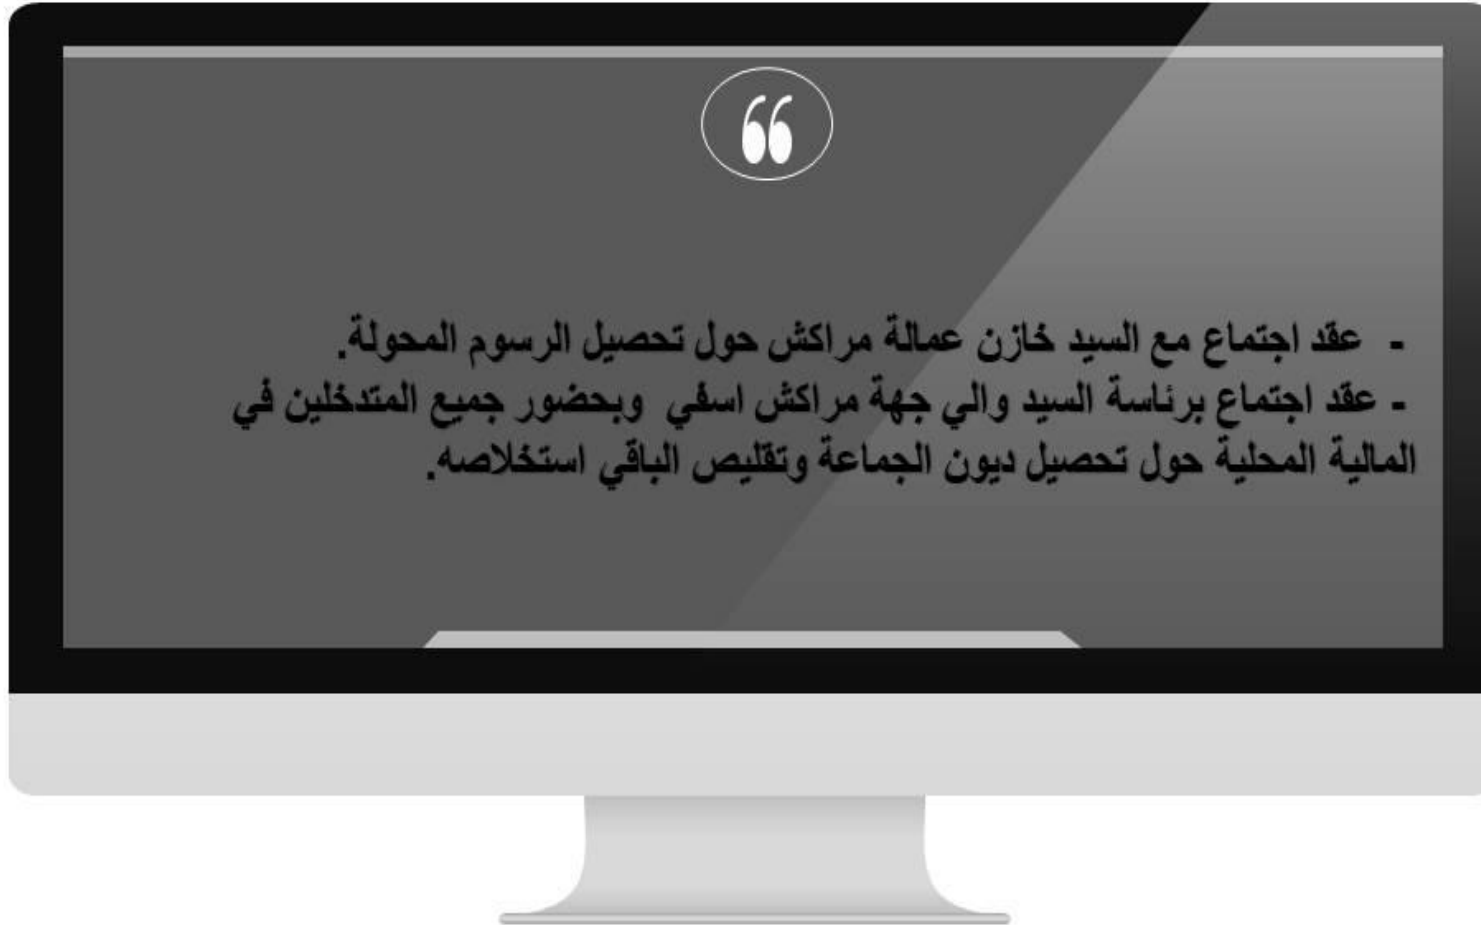 ❝
- عقد اجتماع مع السيد خازن عمالة مراكش حول تحصيل الرسوم المحولة.
- عقد اجتماع برئاسة السيد والي جهة مراكش اسفي وبحضور جميع المتدخلين في
المالية المحلية حول تحصيل ديون الجماعة وتقليص الباقي استخلاصه.